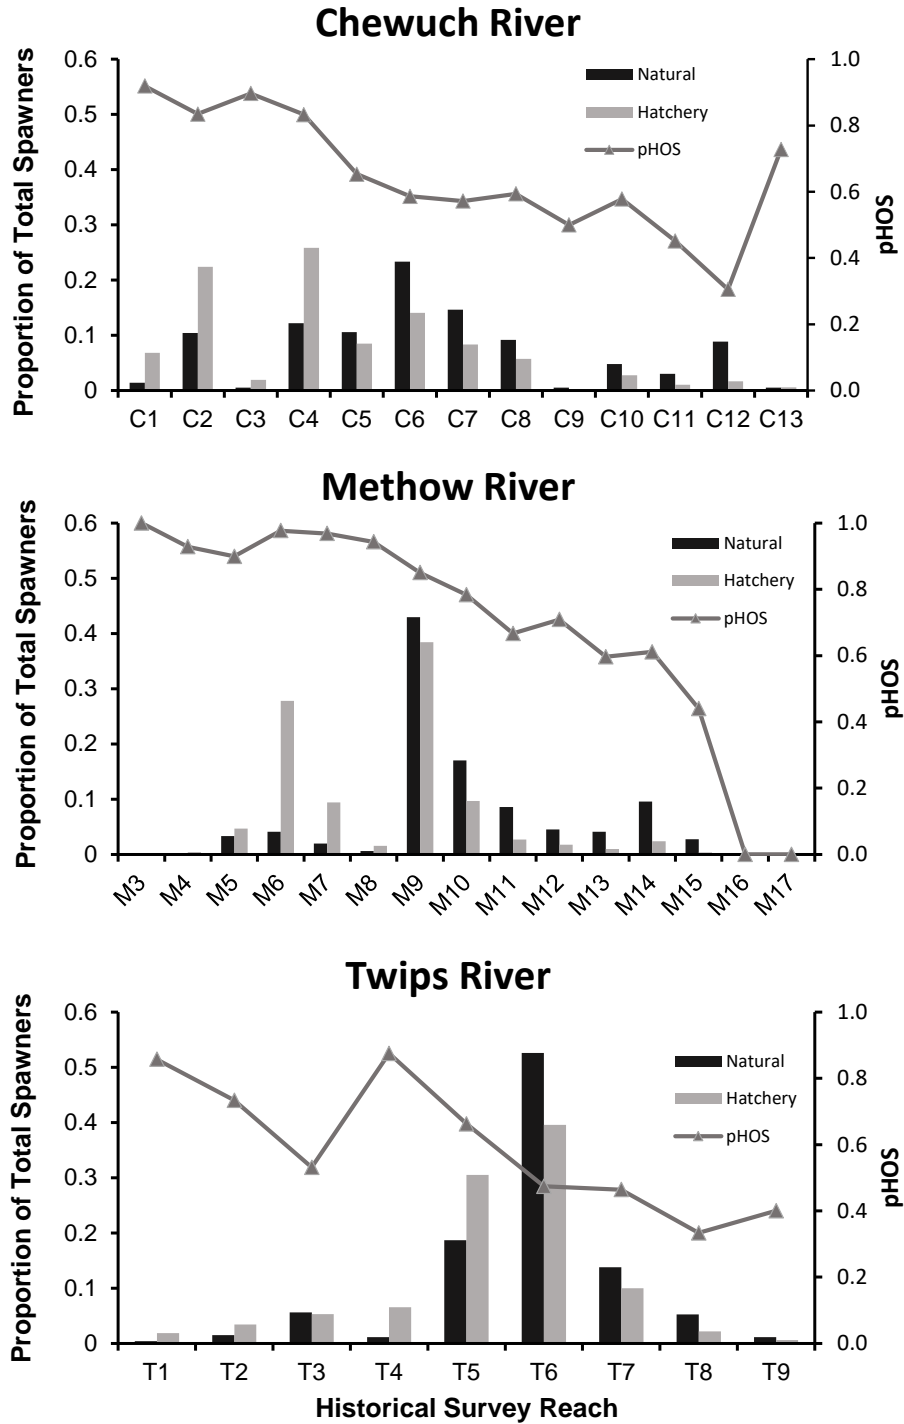 Chewuch River
Proportion of Total Spawners
0.6
0.5
0.4
0.3
0.2
0.1
0
1.0
0.8
0.6
0.4
0.2
0.0
pHOS
Natural
Hatchery
pHOS
C1 C2 C3 C4 C5 C6 C7 C8 C9 C10 C11 C12 C13
Methow River
Proportion of Total Spawners
0.6
0.5
0.4
0.3
0.2
0.1
0
1.0
0.8
0.6
0.4
0.2
0.0
pHOS
Natural
Hatchery
pHOS
M3 M4 M5 M6 M7 M8 M9 M10 M11 M12 M13 M14 M15 M16 M17
Twips River
Proportion of Total Spawners
0.6
0.5
0.4
0.3
0.2
0.1
0
1.0
0.8
0.6
0.4
0.2
0.0
pHOS
Natural
Hatchery
pHOS
T1 T2 T3 T4 T5 T6 T7 T8 T9
Historical Survey Reach